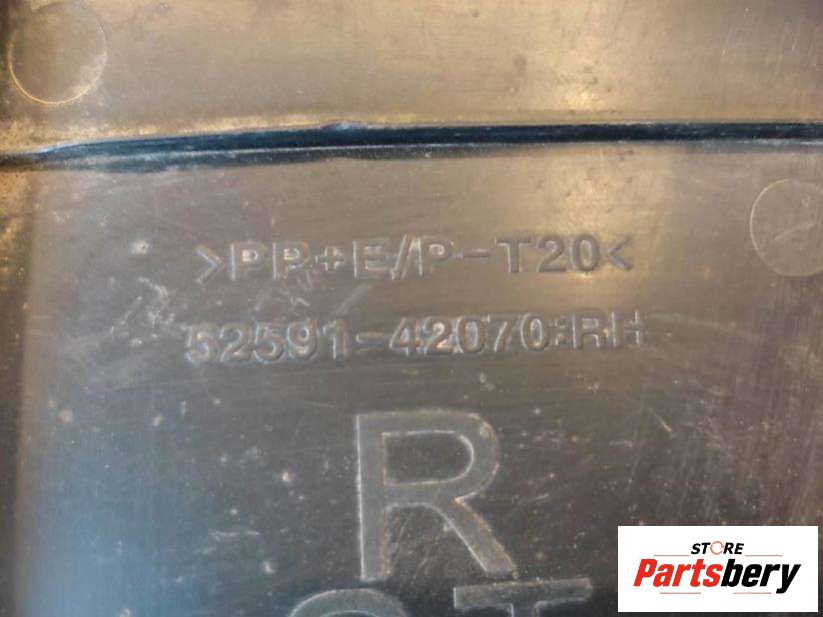 >PP+E/P-T20<
52591-42070:RH
R
STORE
Partsbery